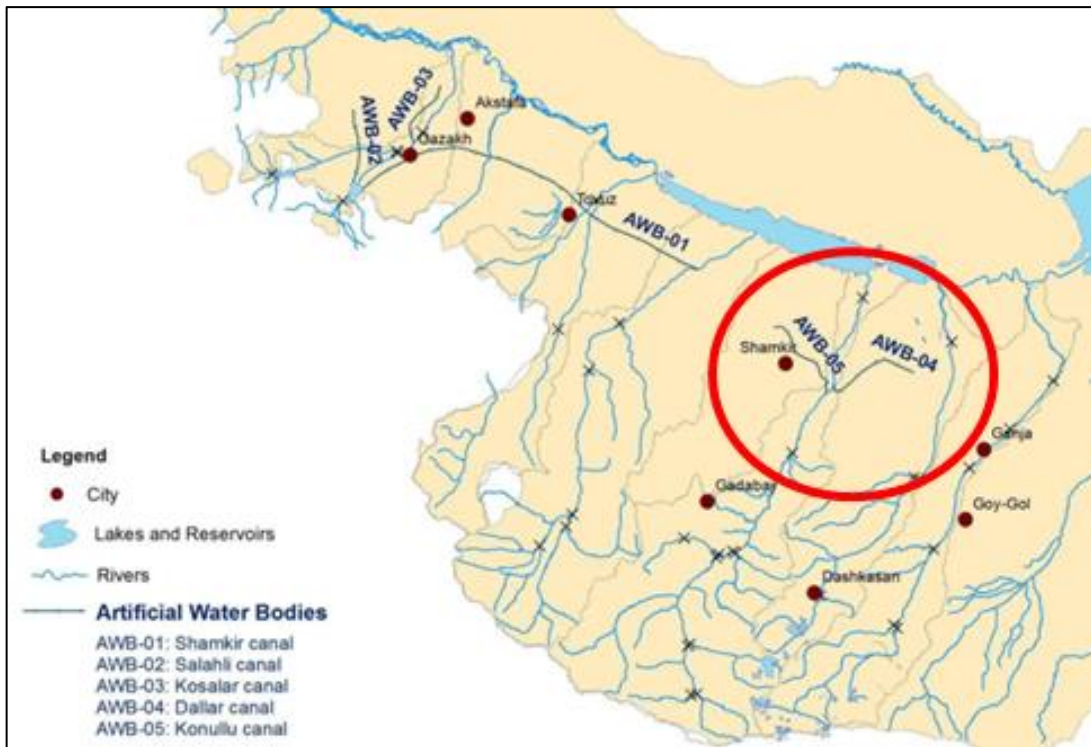 AWB-03
AWB-02
Akstafa
Gazakh
Tovuz
AWB-01
Shamkir
AWB-05
AWB-04
Ganja
Gadabay
Goy-Gol
Dashkasan
Legend
City
Lakes and Reservoirs
Rivers
Artificial Water Bodies
AWB-01: Shamkir canal
AWB-02: Salahli canal
AWB-03: Kosalar canal
AWB-04: Dallar canal
AWB-05: Konullu canal